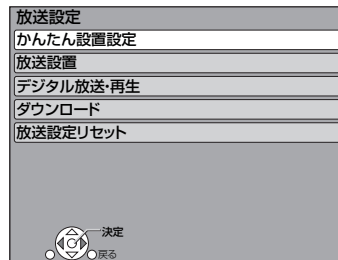 放送設定
かんたん設置設定
放送設置
デジタル放送・再生
ダウンロード
放送設定リセット
決定
戻る